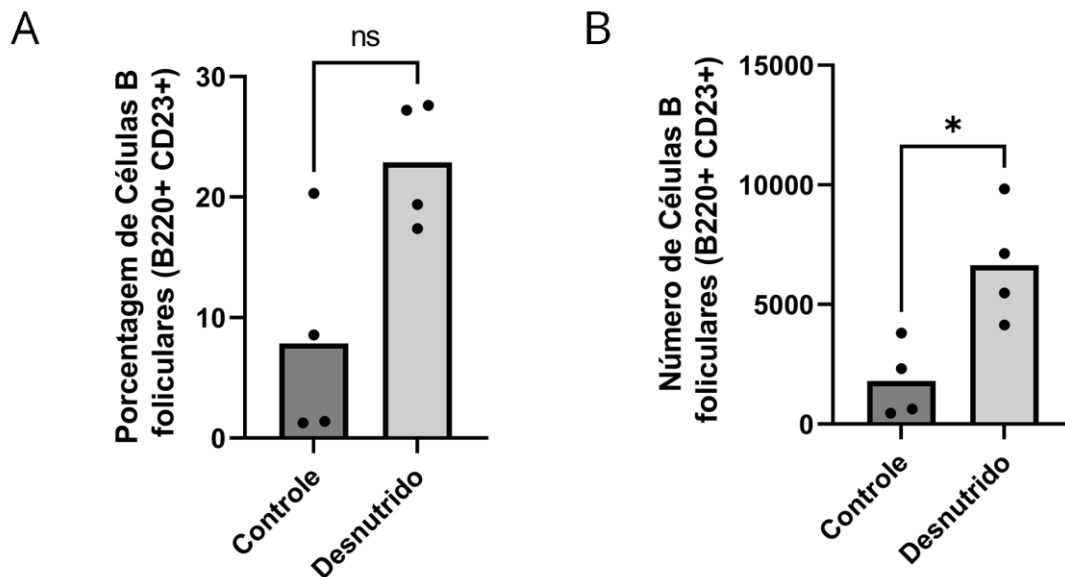 A
Porcentagem de Células B
foliculares (B220+ CD23+)
30
20
10
0
ns
Controle
Desnutrido
B
Número de Células B
foliculares (B220+ CD23+)
15000
10000
5000
0
*
Controle
Desnutrido